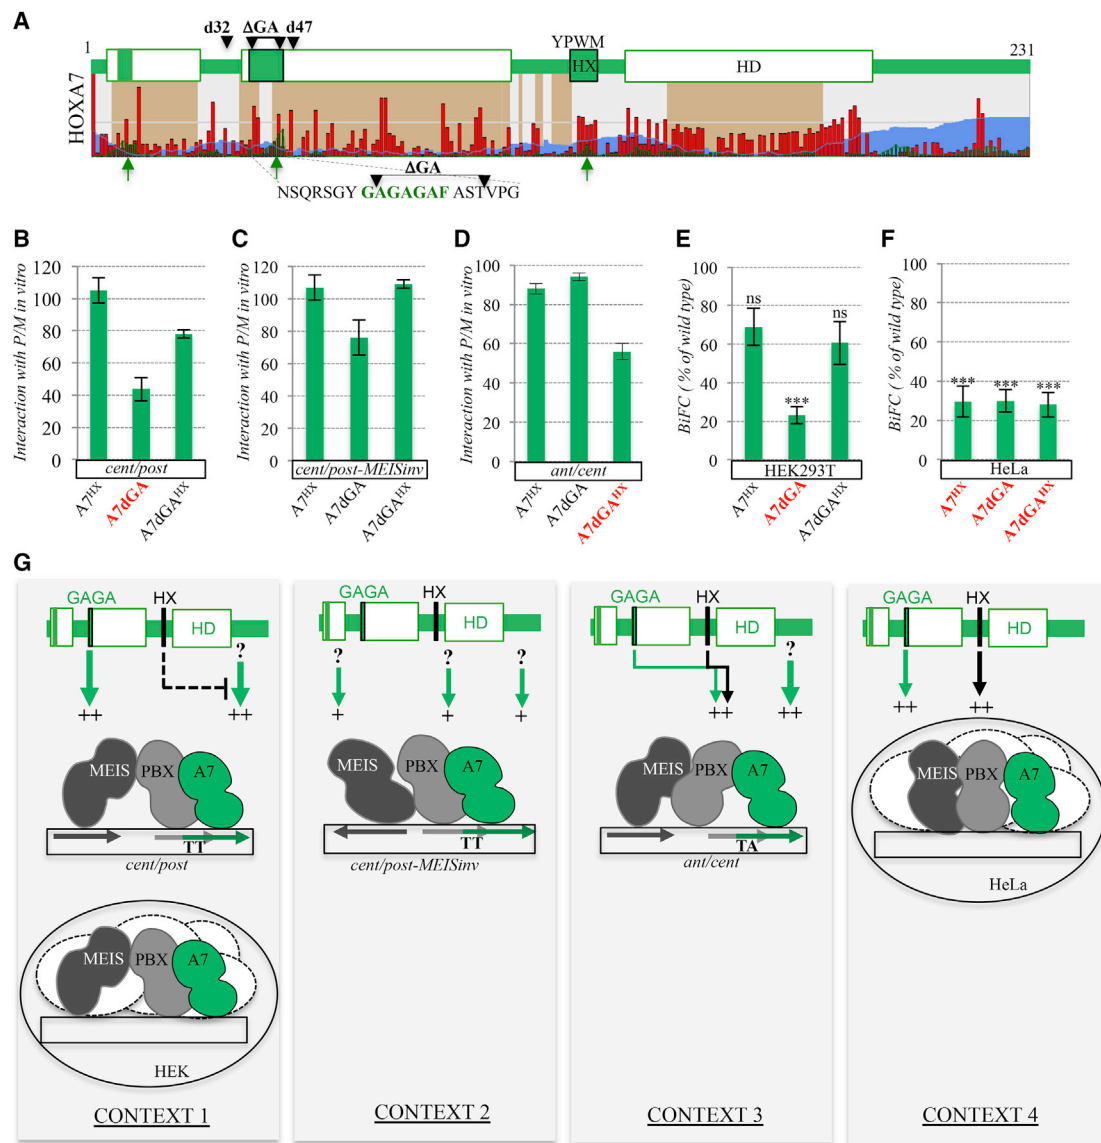 A
d32 ΔGA d47
1 YPWM 231
HX HD
HOXA7
ΔGA
NSQRSGY GAGAGAF ASTVPG
B
Interaction with P/M in vitro
120
100
80
60
40
20
0
cent/post
A7HX A7dGA A7dGAHX
C
Interaction with P/M in vitro
120
100
80
60
40
20
0
cent/post-MEISinv
A7HX A7dGA A7dGAHX
D
Interaction with P/M in vitro
100
80
60
40
20
0
ant/cent
A7HX A7dGA A7dGAHX
E
BiFC ( % of wild type)
100
80
60
40
20
0
ns *** ns
HEK293T
A7HX A7dGA A7dGAHX
F
BiFC ( % of wild type)
100
80
60
40
20
0
*** *** ***
HeLa
A7HX A7dGA A7dGAHX
G
GAGA HX
HD
?
++ ++
MEIS PBX A7
TT
cent/post
MEIS PBX A7
HEK
CONTEXT 1
GAGA HX
HD
? ? ?
+ + +
MEIS PBX A7
TT
cent/post-MEISinv
CONTEXT 2
GAGA HX
HD
?
++ ++
MEIS PBX A7
TA
ant/cent
CONTEXT 3
GAGA HX
HD
++ ++
MEIS PBX A7
HeLa
CONTEXT 4